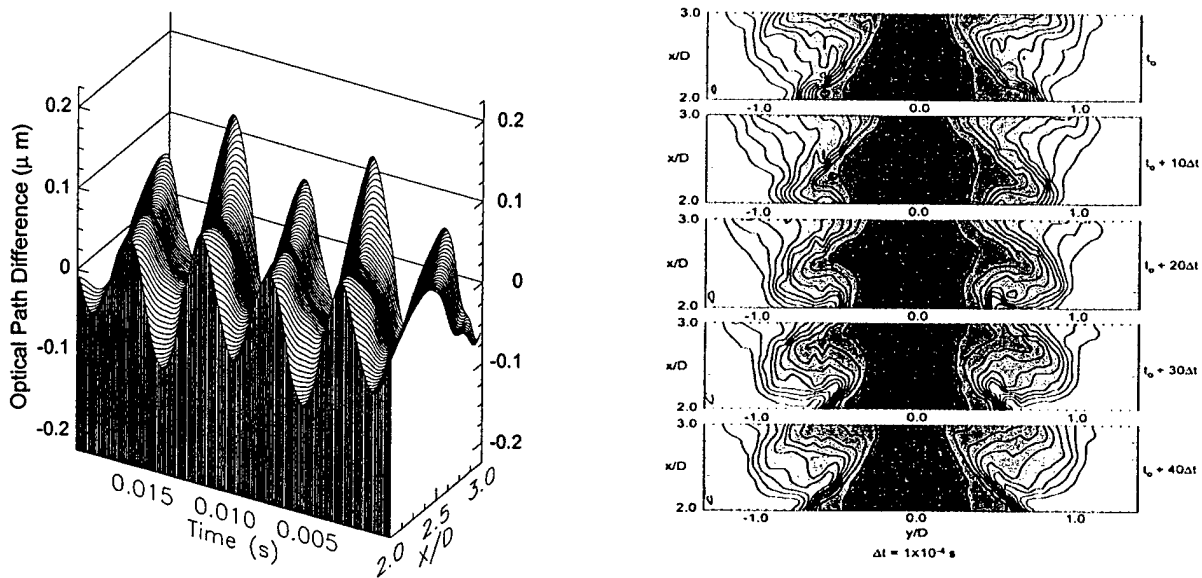 Optical Path Difference (μ m)
0.2
0.1
0
-0.1
-0.2
0.2
0.1
0
-0.1
-0.2
0.015
0.010
0.005
Time (s)
2.0
2.5
3.0
X/D
3.0
x/D
2.0
-1.0
0.0
1.0
t₀
3.0
x/D
2.0
-1.0
0.0
1.0
t₀ + 10Δt
3.0
x/D
2.0
-1.0
0.0
1.0
t₀ + 20Δt
3.0
x/D
2.0
-1.0
0.0
1.0
t₀ + 30Δt
3.0
x/D
2.0
-1.0
0.0
1.0
t₀ + 40Δt
y/D
Δt = 1×10⁻⁴ s